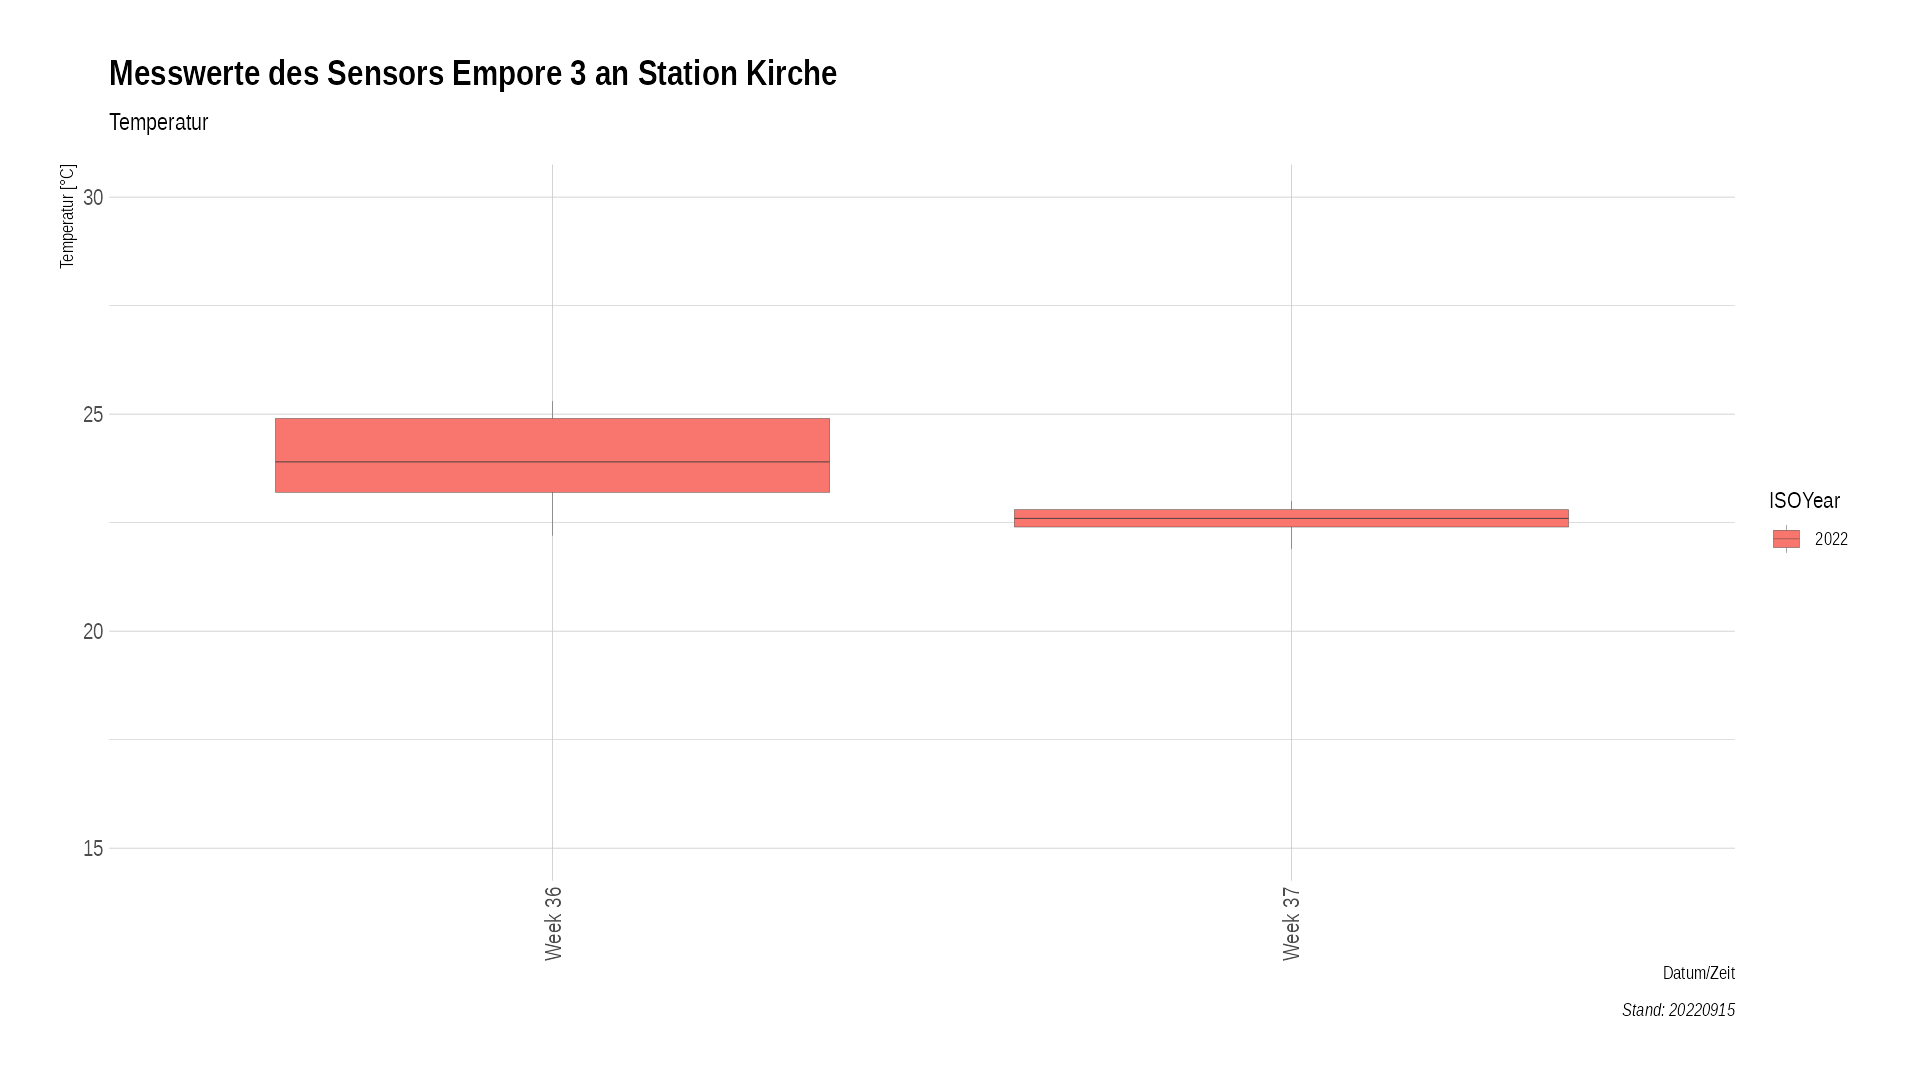 Messwerte des Sensors Empore 3 an Station Kirche
Temperatur
Temperatur [°C]
30
25
20
15
Week 36
Week 37
Datum/Zeit
Stand: 20220915
ISOYear
2022